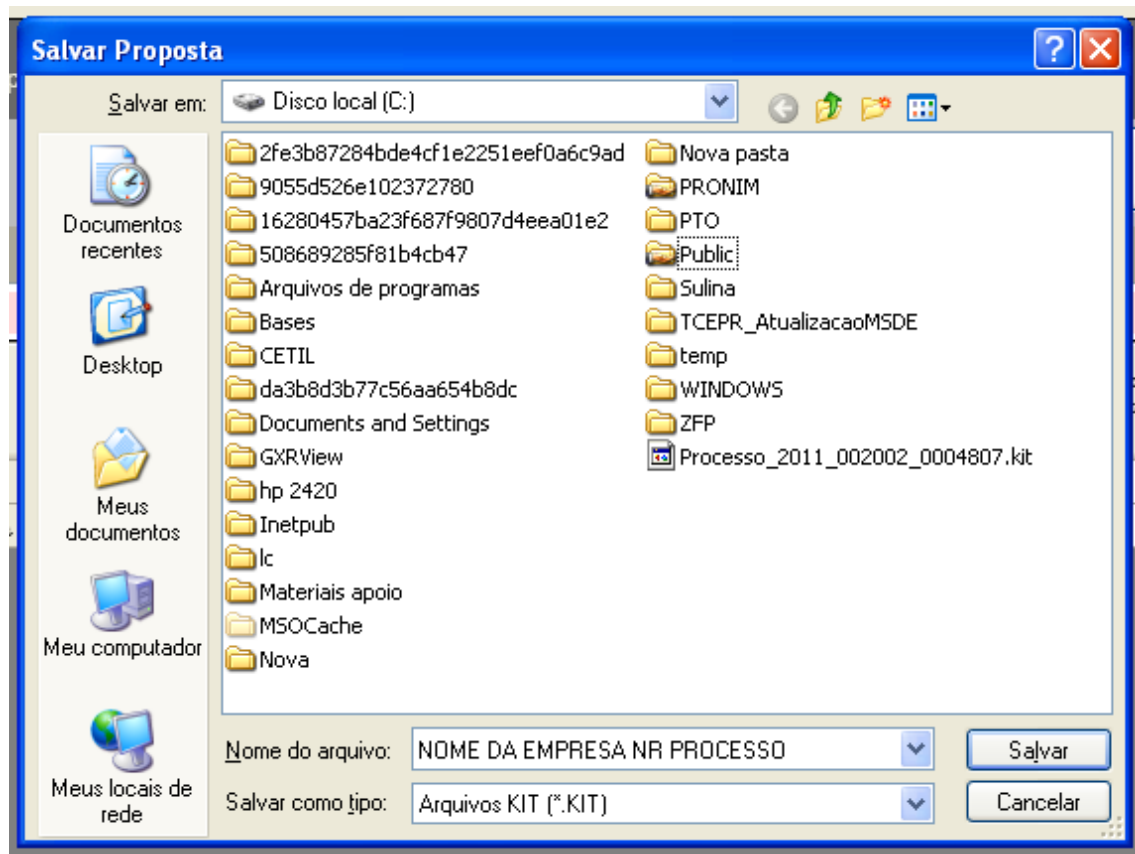 Salvar Proposta
Salvar em: Disco local (C:)
Documentos
recentes
Desktop
Meus
documentos
Meu computador
Meus locais de
rede
2fe3b87284bde4cf1e2251eef0a6c9ad
9055d526e102372780
16280457ba23f687f9807d4eea01e2
508689285f81b4cb47
Arquivos de programas
Bases
CETIL
da3b8d3b77c56aa654b8dc
Documents and Settings
GXRView
hp 2420
Inetpub
lc
Materiais apoio
MSOCache
Nova
Nova pasta
PRONIM
PTO
Public
Sulina
TCEPR_AtualizacaoMSDE
temp
WINDOWS
ZFP
Processo_2011_002002_0004807.kit
Nome do arquivo: NOME DA EMPRESA NR PROCESSO Salvar
Salvar como tipo: Arquivos KIT (*.KIT) Cancelar